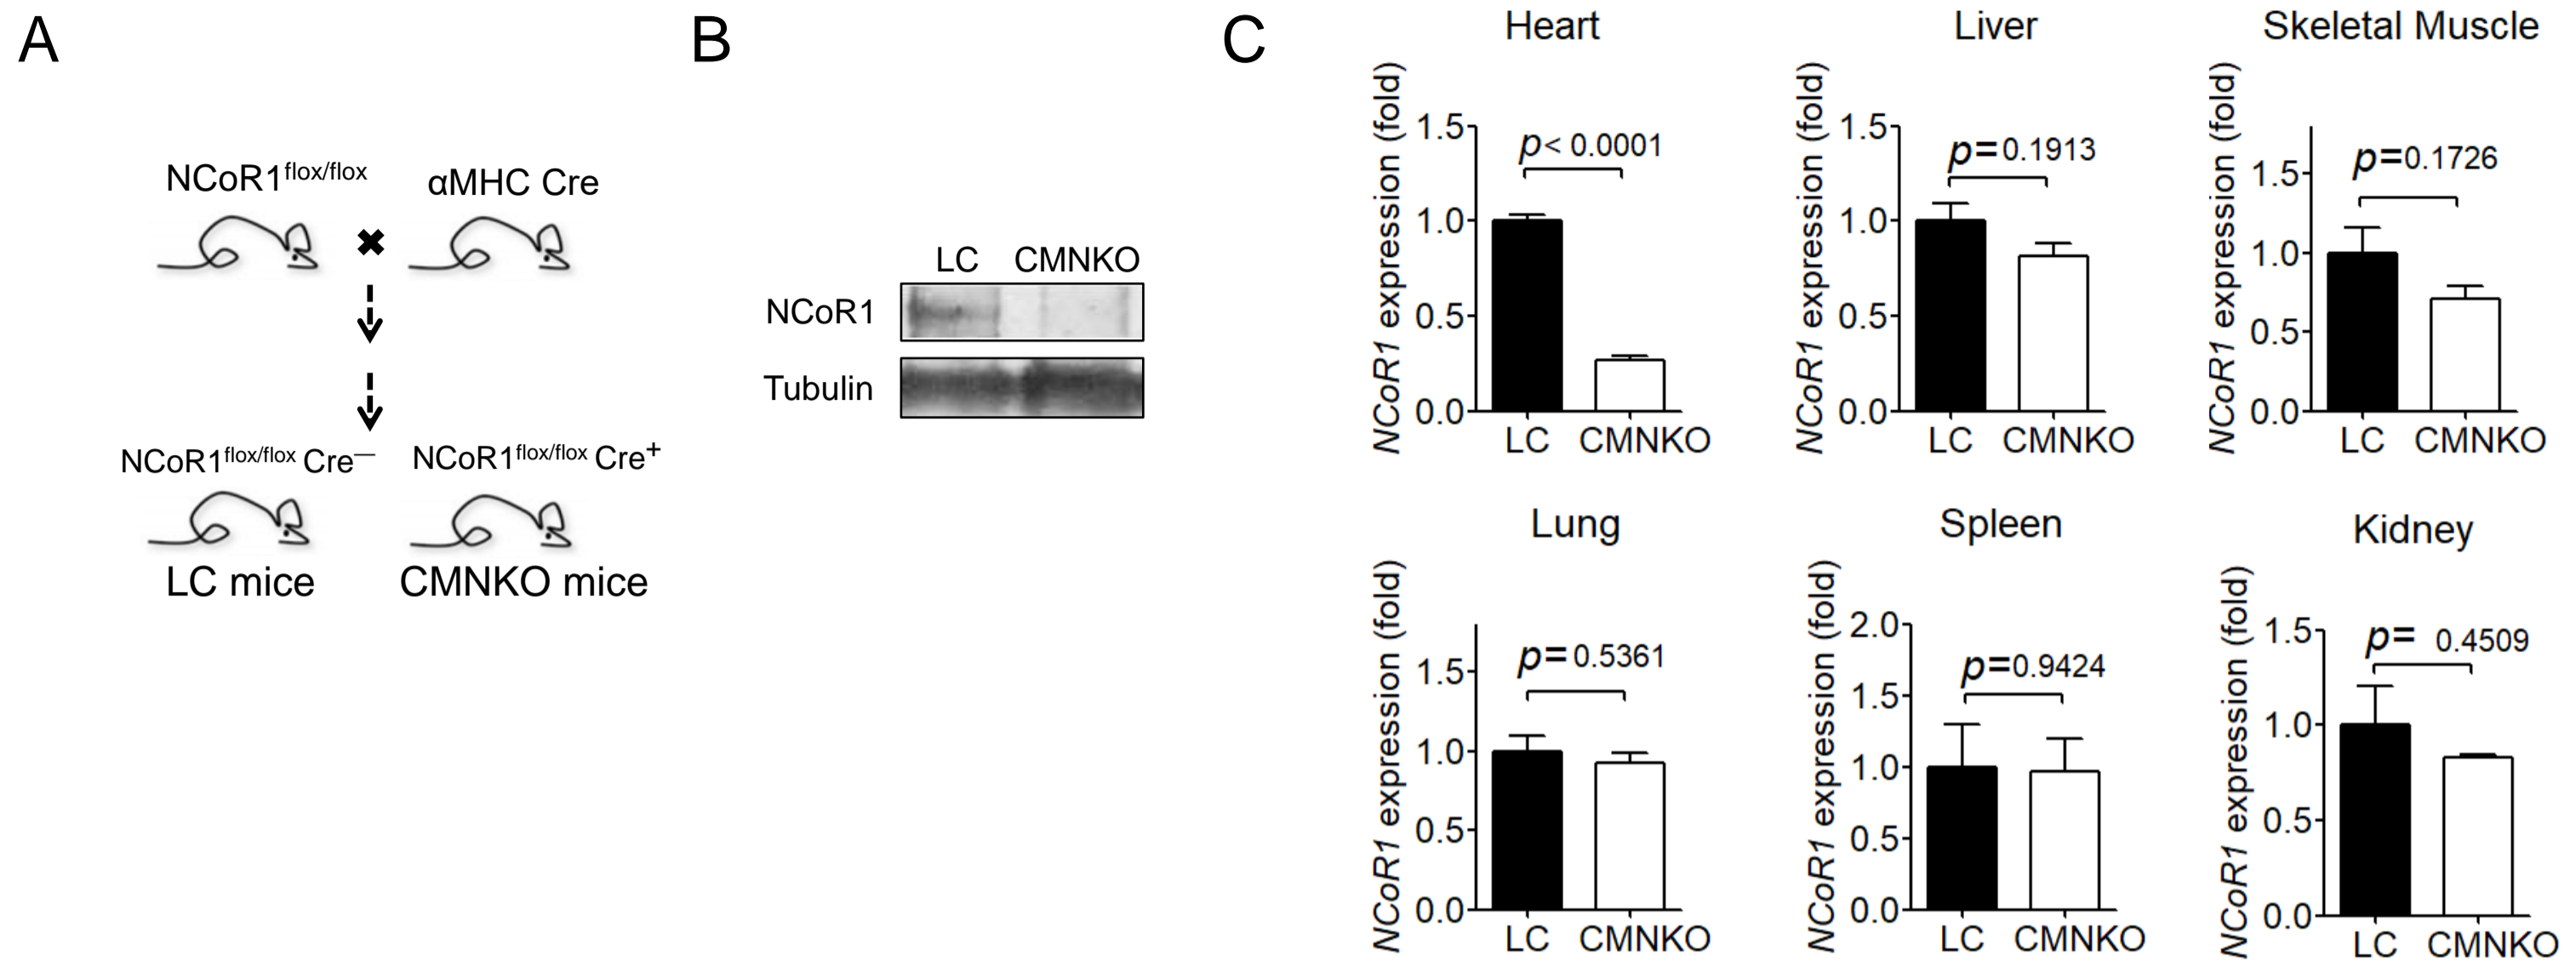 A
NCoR1flox/flox
αMHC Cre
NCoR1flox/flox Cre—
NCoR1flox/flox Cre+
LC mice
CMNKO mice
B
LC CMNKO
NCoR1
Tubulin
C
Heart
NCoR1 expression (fold)
1.5
1.0
0.5
0.0
p< 0.0001
LC CMNKO
Liver
NCoR1 expression (fold)
1.5
1.0
0.5
0.0
p=0.1913
LC CMNKO
Skeletal Muscle
NCoR1 expression (fold)
1.5
1.0
0.5
0.0
p=0.1726
LC CMNKO
Lung
NCoR1 expression (fold)
1.5
1.0
0.5
0.0
p=0.5361
LC CMNKO
Spleen
NCoR1 expression (fold)
2.0
1.5
1.0
0.5
0.0
p=0.9424
LC CMNKO
Kidney
NCoR1 expression (fold)
1.5
1.0
0.5
0.0
p= 0.4509
LC CMNKO